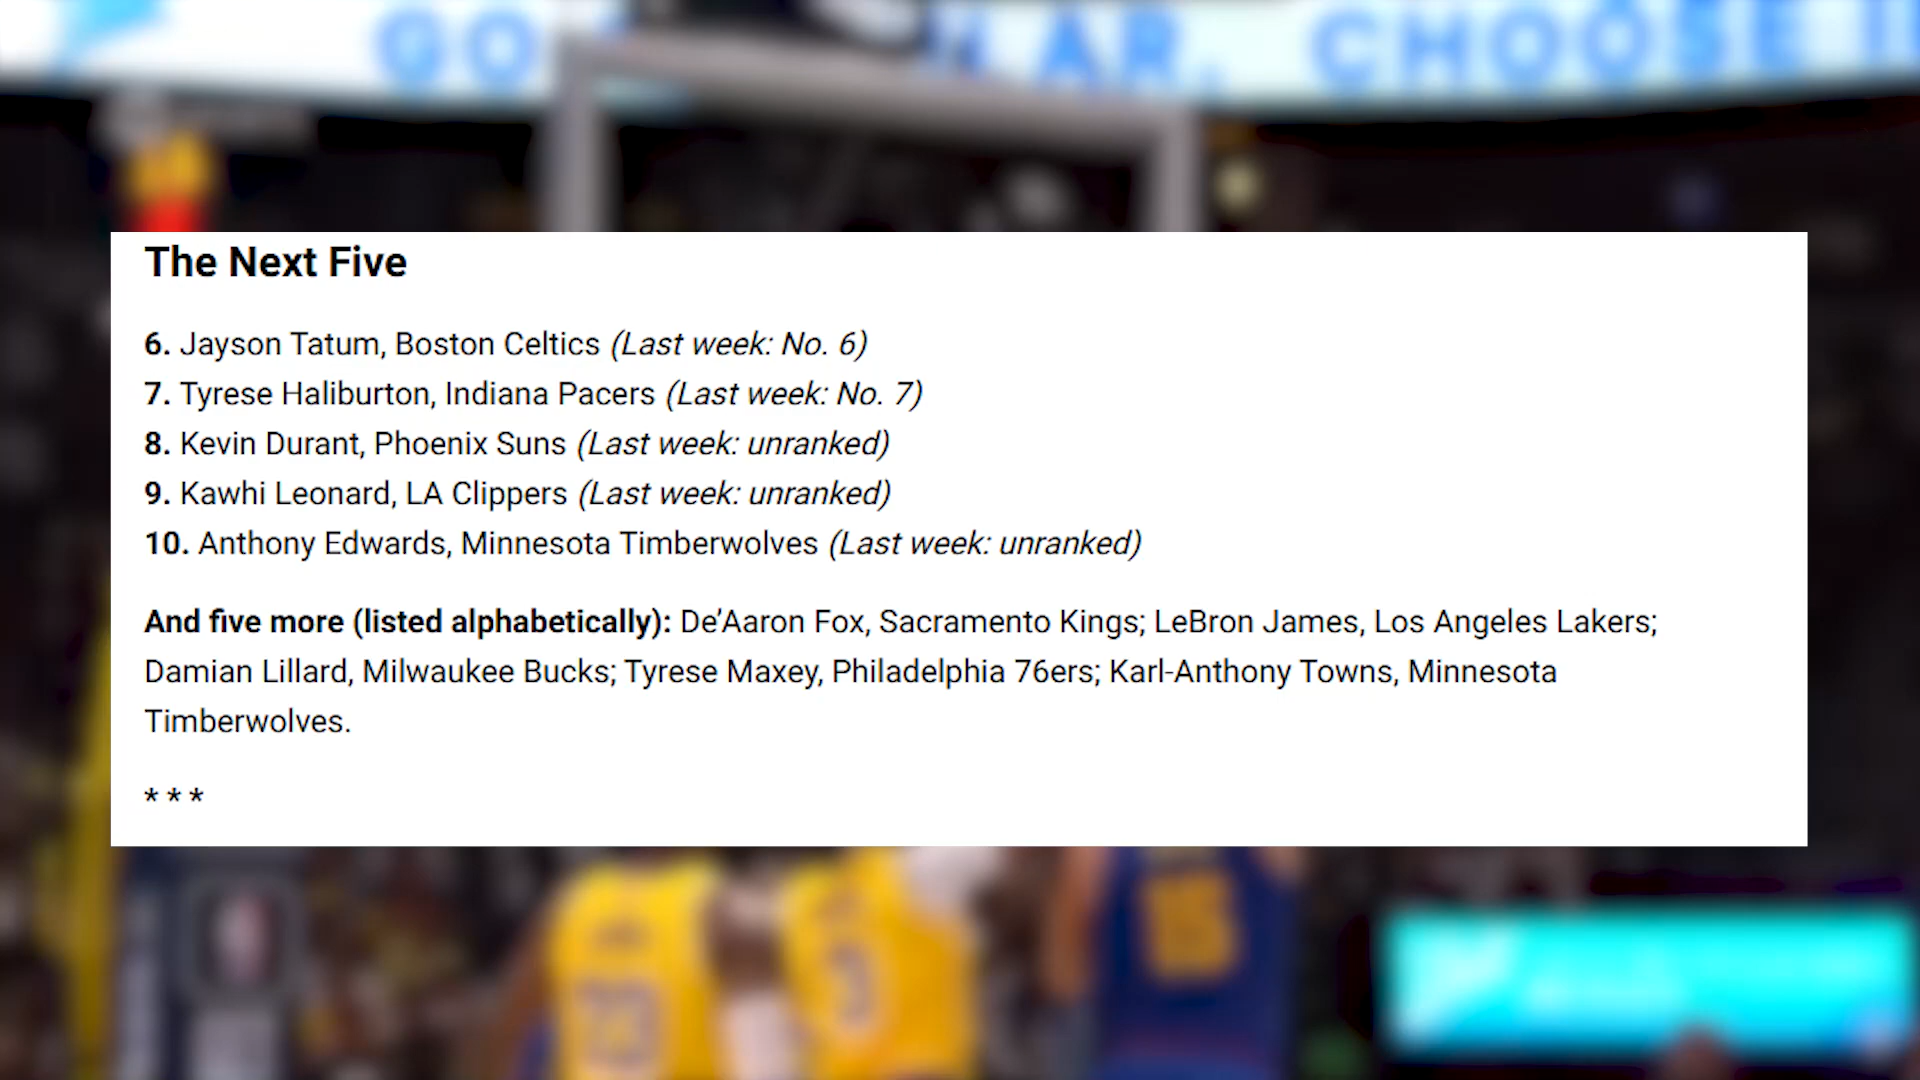 GO
CHOOSE
The Next Five
6. Jayson Tatum, Boston Celtics (Last week: No. 6)
7. Tyrese Haliburton, Indiana Pacers (Last week: No. 7)
8. Kevin Durant, Phoenix Suns (Last week: unranked)
9. Kawhi Leonard, LA Clippers (Last week: unranked)
10. Anthony Edwards, Minnesota Timberwolves (Last week: unranked)
And five more (listed alphabetically): De’Aaron Fox, Sacramento Kings; LeBron James, Los Angeles Lakers;
Damian Lillard, Milwaukee Bucks; Tyrese Maxey, Philadelphia 76ers; Karl-Anthony Towns, Minnesota
Timberwolves.
* * *